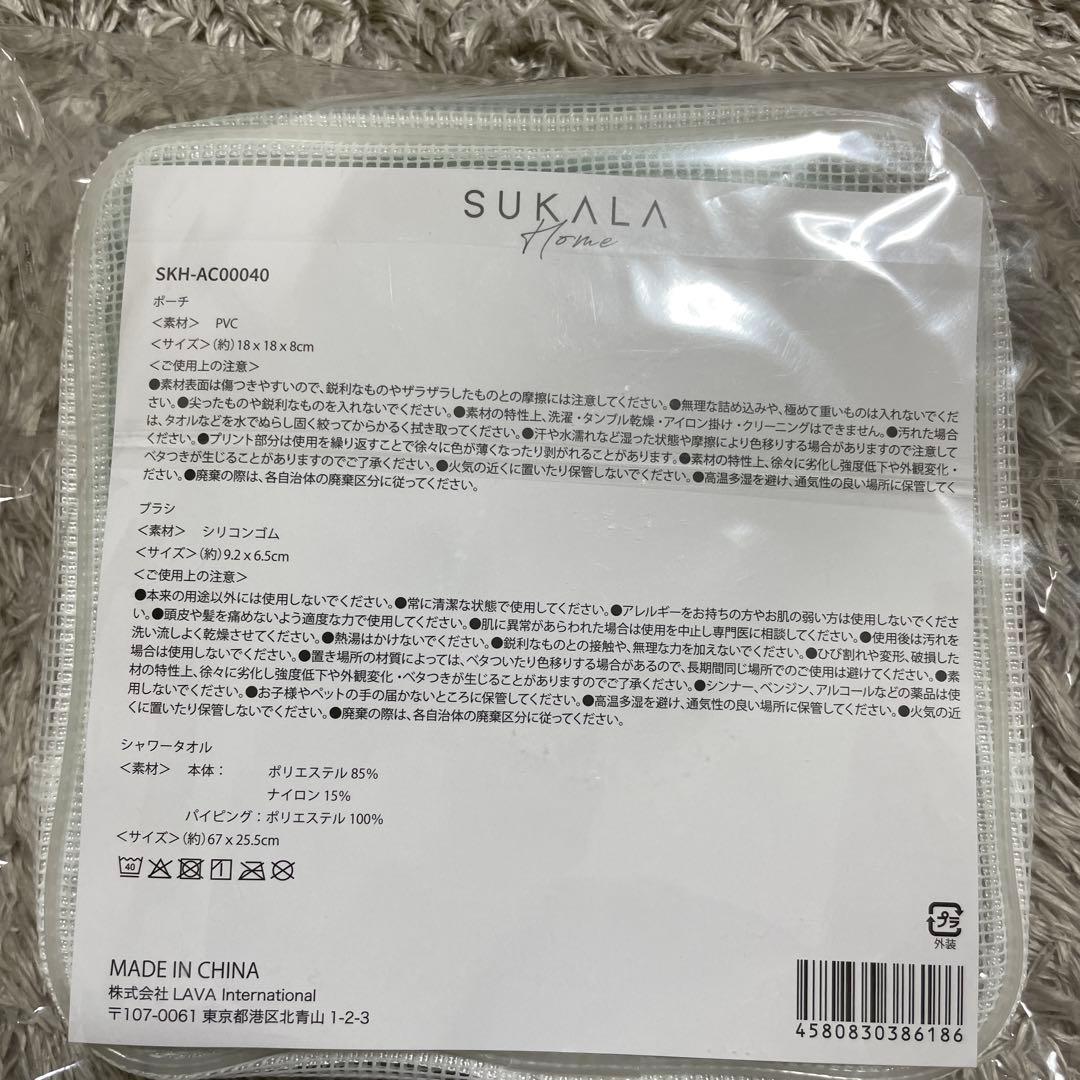 SUKALA
Home
SKH-AC00040
ポーチ
＜素材＞　PVC
＜サイズ＞(約)18 x 18 x 8cm
＜ご使用上の注意＞
●素材表面は傷つきやすいので、鋭利なものやザラザラしたものとの摩擦には注意してください。●無理な詰め込みや、極めて重いものは入れないでくだ
さい。●尖ったものや鋭利なものを入れないでください。●素材の特性上、洗濯・タンブル乾燥・アイロン掛け・クリーニングはできません。●汚れた場合
は、タオルなどを水でぬらし固く絞ってからかるく拭き取ってください。●汗や水濡れなど湿った状態や摩擦により色移りする場合がありますので注意して
ください。●プリント部分は使用を繰り返すことで徐々に色が薄くなったり剥がれることがあります。●素材の特性上、徐々に劣化し強度低下や外観変化・
ベタつきが生じることがありますのでご了承ください。●火気の近くに置いたり保管しないでください。●高温多湿を避け、通気性の良い場所に保管してく
ださい。●廃棄の際は、各自治体の廃棄区分に従ってください。
ブラシ
＜素材＞　シリコンゴム
＜サイズ＞(約)9.2 x 6.5cm
＜ご使用上の注意＞
●本来の用途以外には使用しないでください。●常に清潔な状態で使用してください。●アレルギーをお持ちの方やお肌の弱い方は使用しないでくださ
い。●頭皮や髪を痛めないよう適度な力で使用してください。●肌に異常があらわれた場合は使用を中止し専門医に相談してください。●使用後は汚れを
洗い流しよく乾燥させてください。●熱湯はかけないでください。●鋭利なものとの接触や、無理な力を加えないでください。●ひび割れや変形、破損した
場合は使用しないでください。●置き場所の材質によっては、ベタついたり色移りする場合があるので、長期間同じ場所でのご使用は避けてください。●素
材の特性上、徐々に劣化し強度低下や外観変化・ベタつきが生じることがありますのでご了承ください。●シンナー、ベンジン、アルコールなどの薬品は使
用しないでください。●お子様やペットの手の届かないところに保管してください。●高温多湿を避け、通気性の良い場所に保管してください。●火気の近
くに置いたり保管しないでください。●廃棄の際は、各自治体の廃棄区分に従ってください。
シャワータオル
＜素材＞　本体：　ポリエステル 85%
ナイロン 15%
パイピング：ポリエステル 100%
＜サイズ＞(約)67 x 25.5cm
40
プラ
外装
MADE IN CHINA
株式会社 LAVA International
〒107-0061 東京都港区北青山 1-2-3
4580830386186